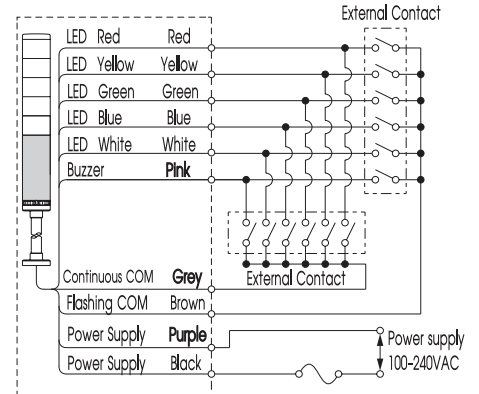 External Contact
LED Red Red
LED Yellow Yellow
LED Green Green
LED Blue Blue
LED White White
Buzzer Pink
Continuous COM Grey
External Contact
Flashing COM Brown
Power Supply Purple
Power supply
Power Supply Black
100-240VAC